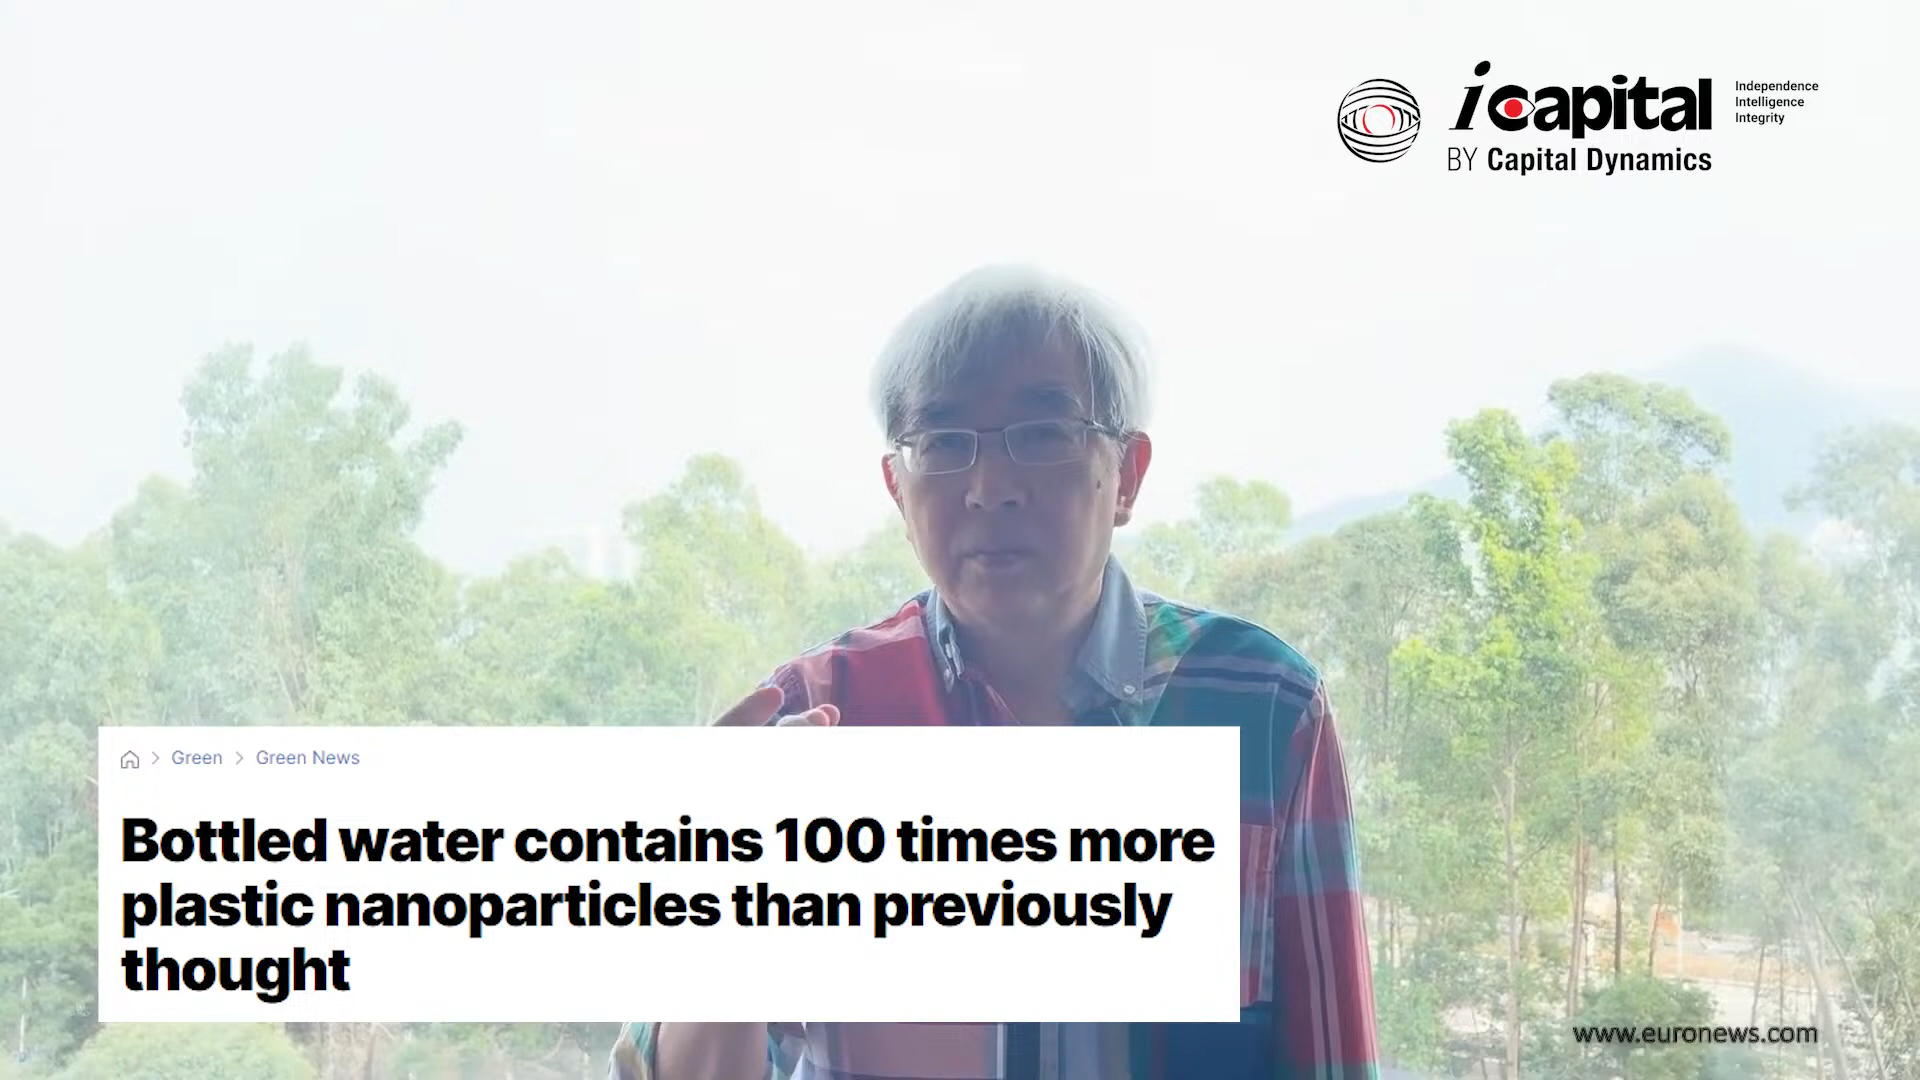 icapital
BY Capital Dynamics
Independence
Intelligence
Integrity
Green > Green News
Bottled water contains 100 times more
plastic nanoparticles than previously
thought
www.euronews.com